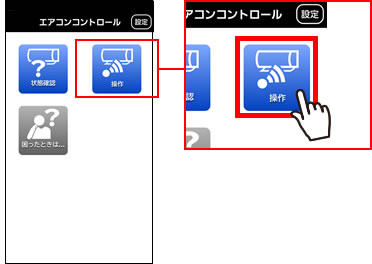 エアコンコントロール 設定
状態確認 操作
困ったときは...
アコンコントロール 設定
認 操作